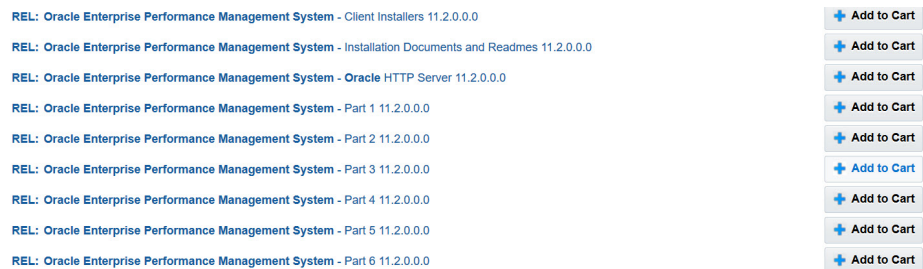 REL: Oracle Enterprise Performance Management System - Client Installers 11.2.0.0.0 Add to Cart
REL: Oracle Enterprise Performance Management System - Installation Documents and Readmes 11.2.0.0.0 Add to Cart
REL: Oracle Enterprise Performance Management System - Oracle HTTP Server 11.2.0.0.0 Add to Cart
REL: Oracle Enterprise Performance Management System - Part 1 11.2.0.0.0 Add to Cart
REL: Oracle Enterprise Performance Management System - Part 2 11.2.0.0.0 Add to Cart
REL: Oracle Enterprise Performance Management System - Part 3 11.2.0.0.0 Add to Cart
REL: Oracle Enterprise Performance Management System - Part 4 11.2.0.0.0 Add to Cart
REL: Oracle Enterprise Performance Management System - Part 5 11.2.0.0.0 Add to Cart
REL: Oracle Enterprise Performance Management System - Part 6 11.2.0.0.0 Add to Cart